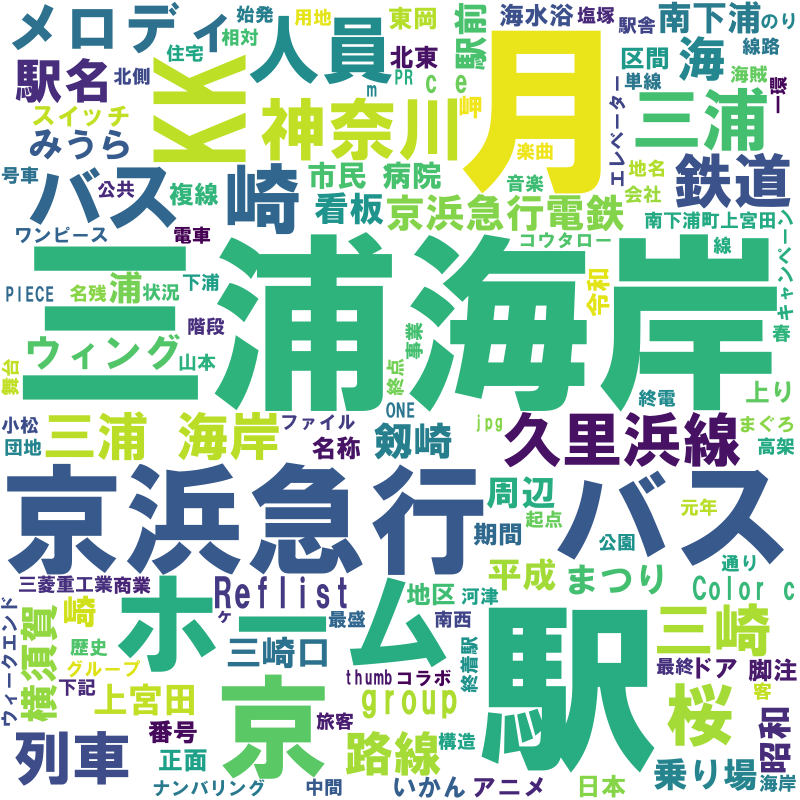 メロディ
人員
始発
用地
東岡
駅前
海水浴
塩塚
南下浦
のり
相対
駅舎
区間
海
線路
駅名
住宅
北側
KK
北東
PR
m
c e
月
単線
海賊
一環
スイッチ
神奈川
岬
楽曲
エレベーター
三浦
みうら
号車
バス
公共
複線
崎
市民 病院
音楽
地名
会社
鉄道
看板
京浜急行電鉄
南下浦町上宮田
ワンピース
電車
コウタロー
線
キャンペーン
三浦海岸
PIECE
名残
浦
状況
下浦
階段
令和
春
ウィング
山本
事業
終点
舞台
ONE
jpg
終電
上り
小松
団地
三浦 海岸
ファイル
名称
剱崎
久里浜線
まぐろ
高架
京浜急行
周辺
期間
起点
バス
公園
元年
通り
三菱重工業商業
Reflist
ホーム
地区
河津
平成
まつり
Color c
ウィークエンド
横須賀
崎
ケ
最盛
南西
駅
三崎
歴史
三崎口
グループ
下記
thumb
コラボ
終着駅
最終
ドア
脚注
上宮田
京
group
客
桜
昭和
番号
旅客
列車
正面
路線
構造
乗り場
ナンバリング
中間
いかん
アニメ
日本
海岸